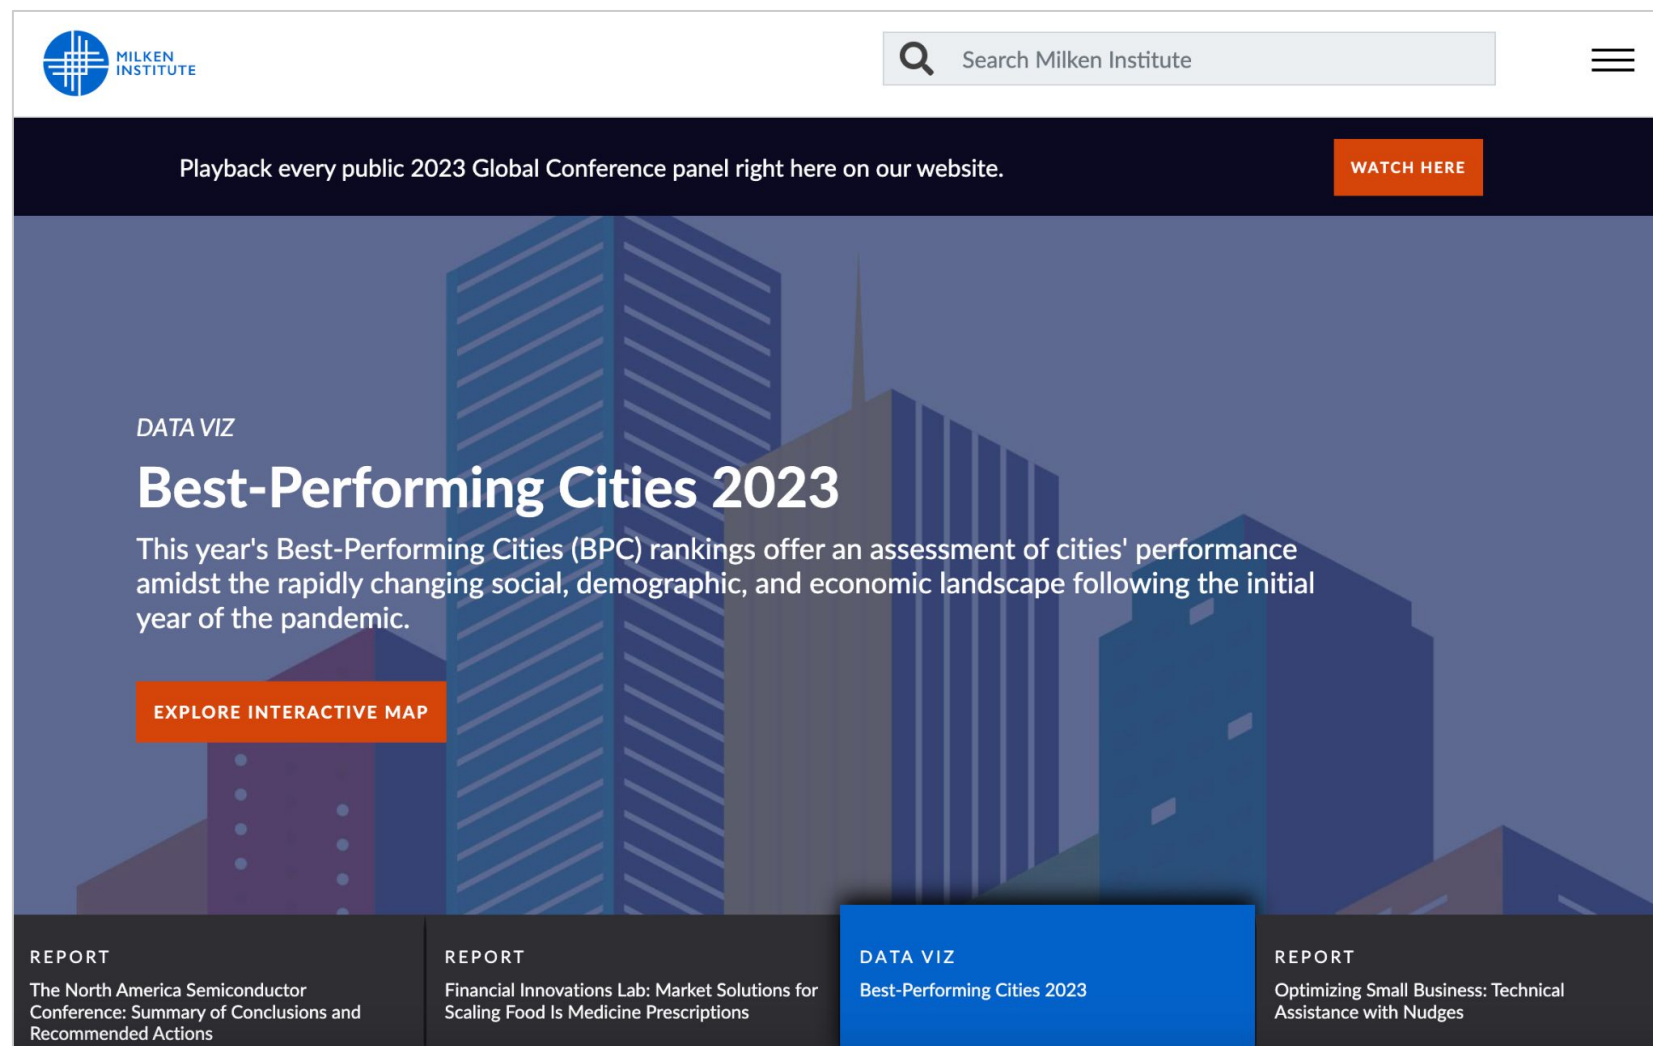 MILKEN
INSTITUTE
Search Milken Institute
Playback every public 2023 Global Conference panel right here on our website.
WATCH HERE
DATA VIZ
Best-Performing Cities 2023
This year's Best-Performing Cities (BPC) rankings offer an assessment of cities' performance
amidst the rapidly changing social, demographic, and economic landscape following the initial
year of the pandemic.
EXPLORE INTERACTIVE MAP
REPORT
The North America Semiconductor
Conference: Summary of Conclusions and
Recommended Actions
REPORT
Financial Innovations Lab: Market Solutions for
Scaling Food Is Medicine Prescriptions
DATA VIZ
Best-Performing Cities 2023
REPORT
Optimizing Small Business: Technical
Assistance with Nudges